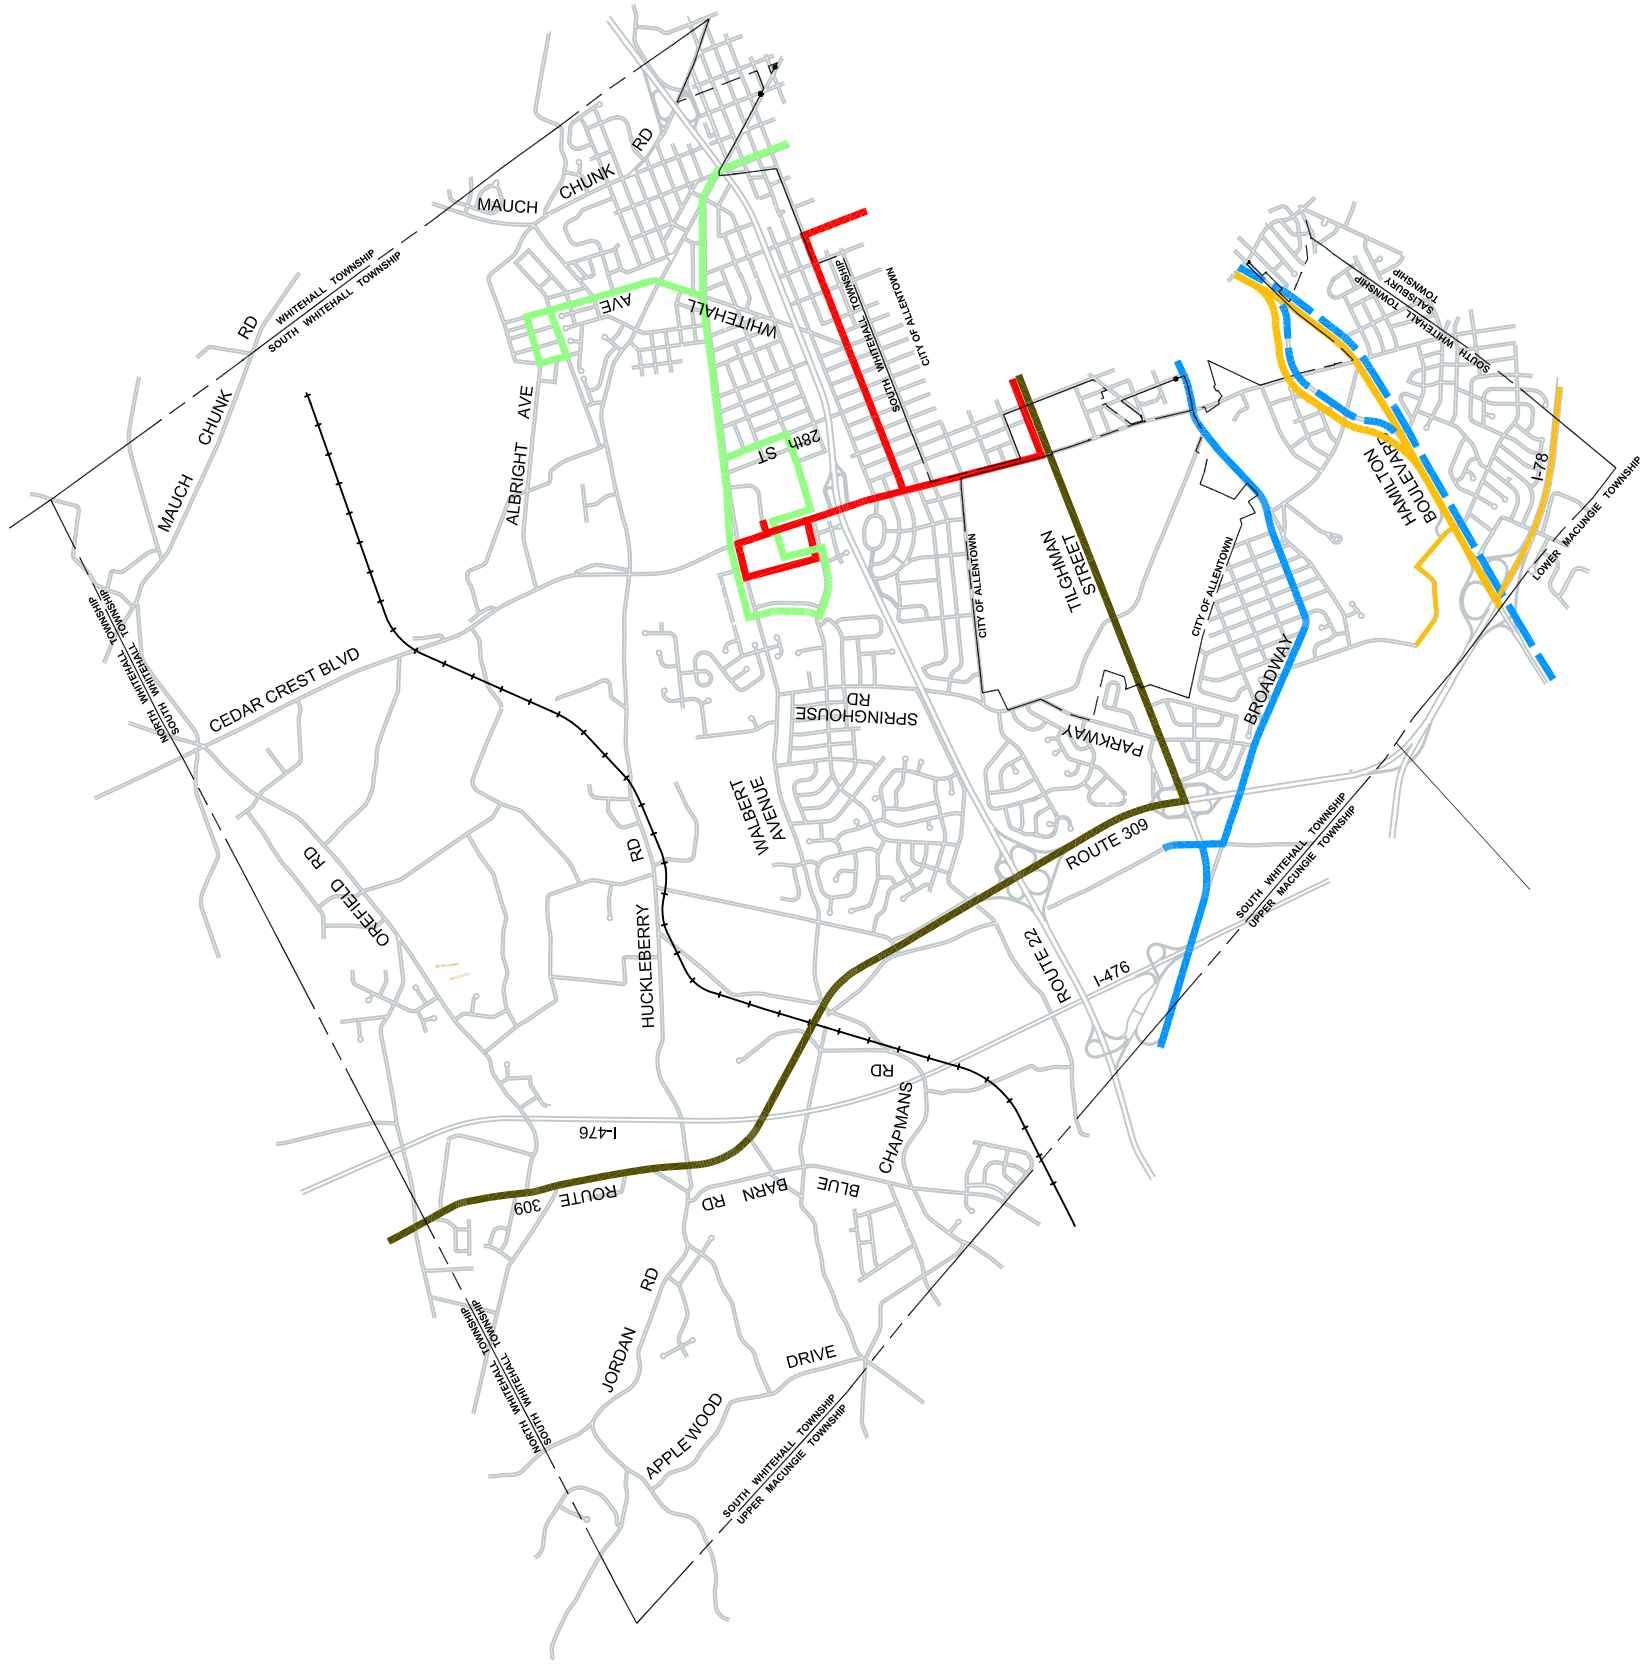 RD
CHUNK
MAUCH
WHITEHALL TOWNSHIP
SOUTH WHITEHALL TOWNSHIP
RD
CHUNK
MAUCH
WHITEHALL
AVE
ALBRIGHT AVE
SOUTH WHITEHALL TOWNSHIP
CITY OF ALLENTOWN
SALISBURY
TOWNSHIP
SOUTH WHITEHALL TOWNSHIP
SOUTH WHITEHALL
28th
ST
HAMILTON
BOULEVARD
I-78
LOWER MACUNGIE TOWNSHIP
TILGHMAN
STREET
CITY OF ALLENTOWN
CITY OF ALLENTOWN
NORTH WHITEHALL TOWNSHIP
SOUTH WHITEHALL TOWNSHIP
CEDAR CREST BLVD
BROADWAY
SPRINGHOUSE
RD
PARKWAY
WALBERT
AVENUE
ROUTE 309
RD
HUCKLEBERRY
OREFIELD RD
SOUTH WHITEHALL TOWNSHIP
UPPER MACUNGIE TOWNSHIP
ROUTE 22
I-476
CHAPMANS
RD
I-476
ROUTE
309
BLUE
BARN
RD
JORDAN RD
NORTH WHITEHALL TOWNSHIP
SOUTH WHITEHALL TOWNSHIP
APPLEWOOD
DRIVE
SOUTH WHITEHALL TOWNSHIP
UPPER MACUNGIE TOWNSHIP